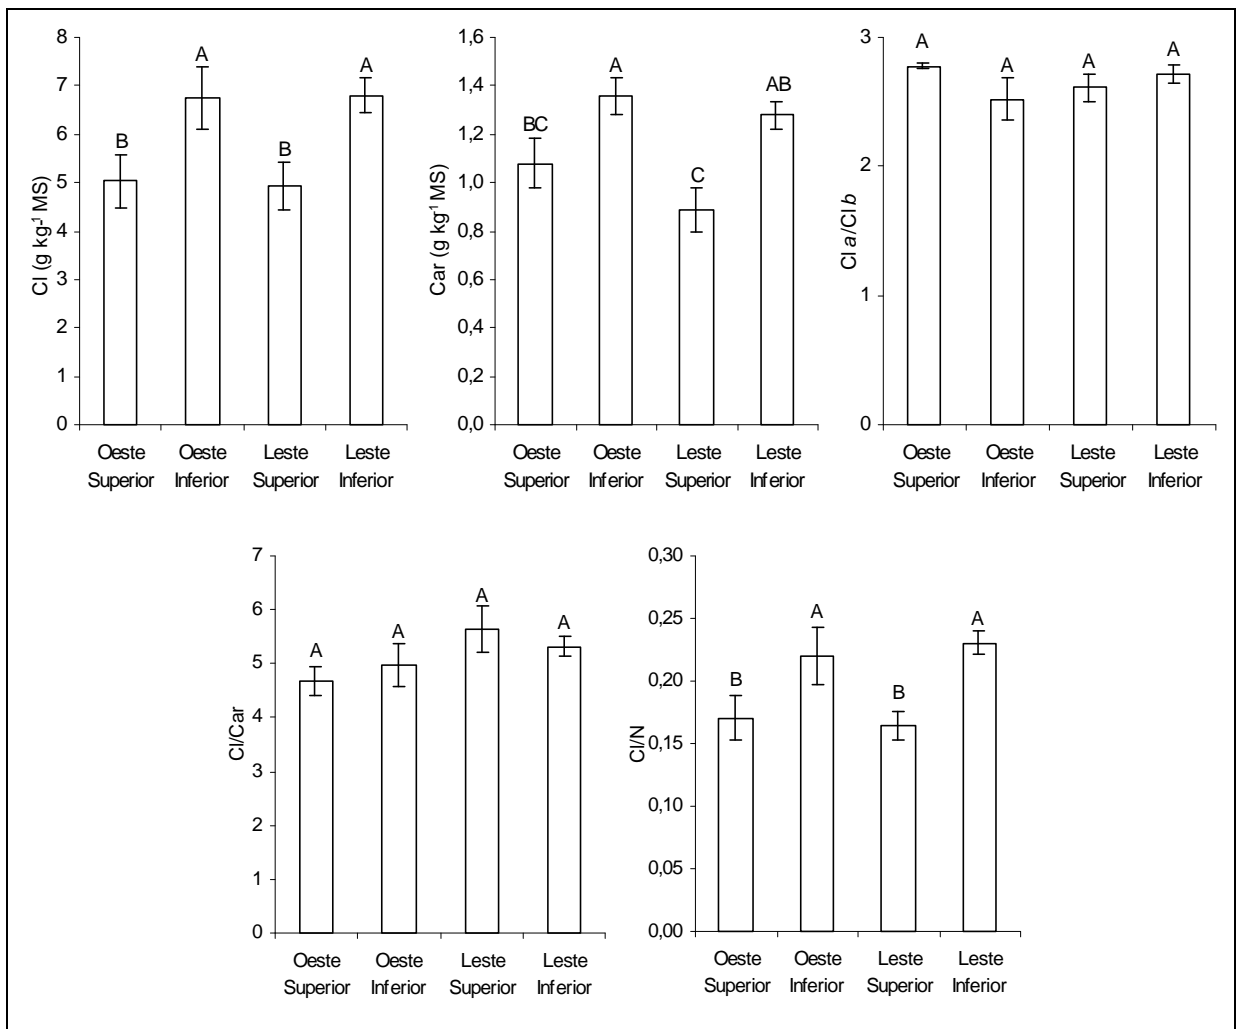 Cl (g kg-1 MS)
8
7
6
5
4
3
2
1
0
B
A
B
A
Oeste Oeste Leste Leste
Superior Inferior Superior Inferior
Car (g kg-1 MS)
1,6
1,4
1,2
1,0
0,8
0,6
0,4
0,2
0,0
BC
A
C
AB
Oeste Oeste Leste Leste
Superior Inferior Superior Inferior
Cl a/Cl b
3
2
1
0
A
A
A
A
Oeste Oeste Leste Leste
Superior Inferior Superior Inferior
Cl/Car
7
6
5
4
3
2
1
0
A
A
A
A
Oeste Oeste Leste Leste
Superior Inferior Superior Inferior
Cl/N
0,30
0,25
0,20
0,15
0,10
0,05
0,00
B
A
B
A
Oeste Oeste Leste Leste
Superior Inferior Superior Inferior